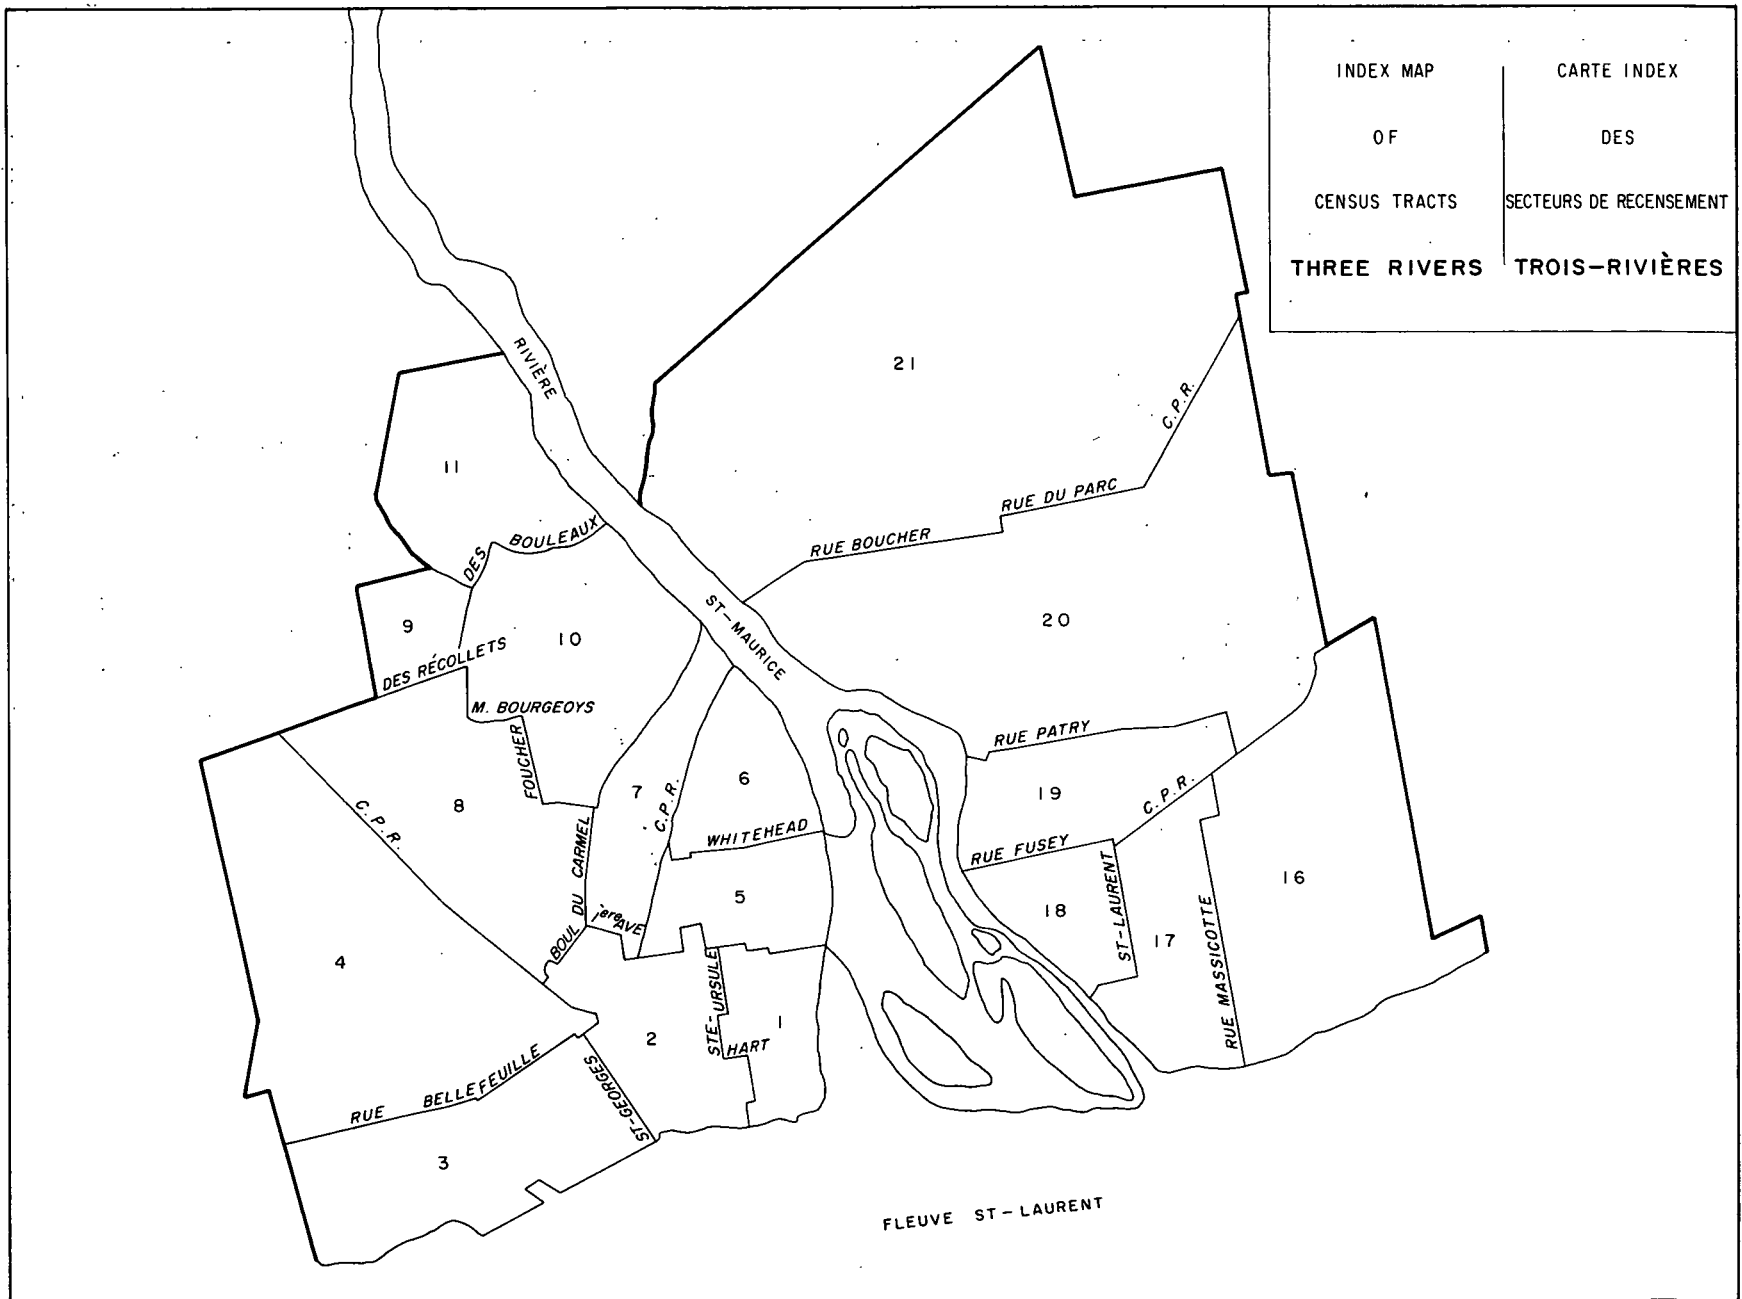 INDEX MAP
OF
CENSUS TRACTS
THREE RIVERS
CARTE INDEX
DES
SECTEURS DE RECENSEMENT
TROIS-RIVIÈRES
RIVIÈRE
ST-MAURICE
21
C.P.R.
RUE DU PARC
RUE BOUCHER
11
DES BOULEAUX
9
10
DES RÉCOLLETS
20
M. BOURGEOYS
FOUCHER
RUE PATRY
8
C.P.R.
7
C.P.R.
6
19
C.P.R.
WHITEHEAD
RUE FUSEY
BOUL DU CARMEL
1ere AVE
5
16
18
ST-LAURENT
17
RUE MASSICOTTE
4
STE-URSULE
2
1
HART
RUE BELLEFEUILLE
ST-GEORGES
3
FLEUVE ST-LAURENT